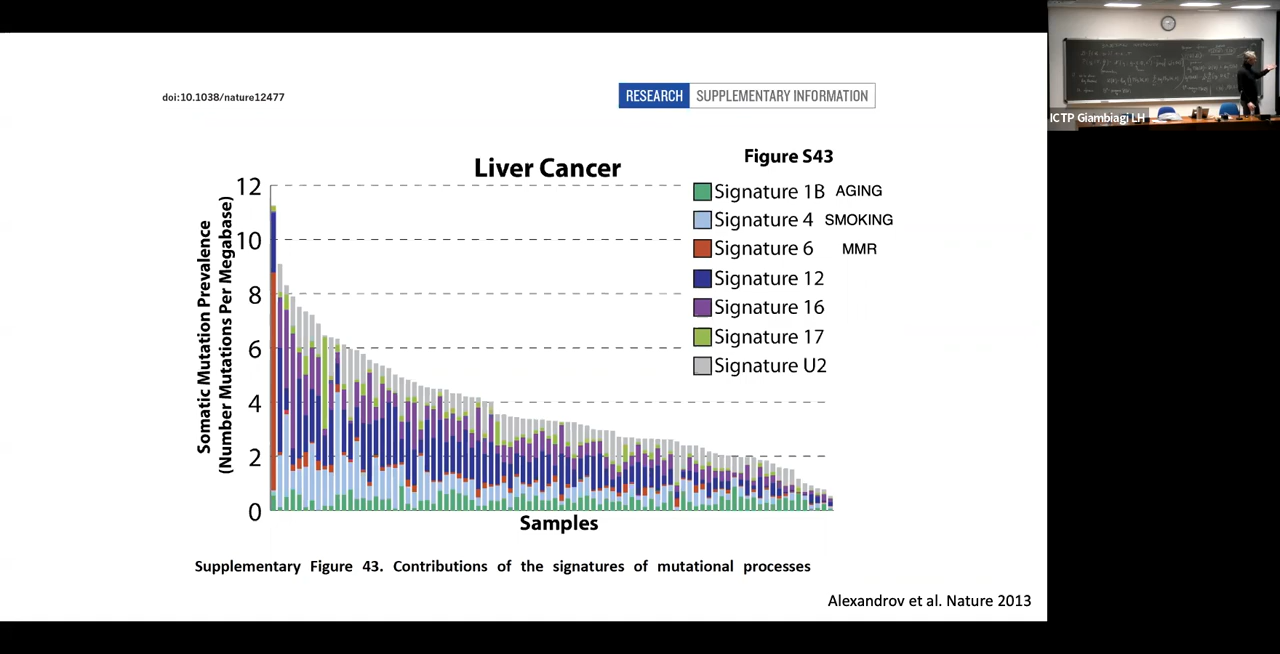 doi:10.1038/nature12477
RESEARCH SUPPLEMENTARY INFORMATION
ICTP Giambiagi LH
Liver Cancer
Figure S43
Signature 1B AGING
Signature 4 SMOKING
Signature 6 MMR
Signature 12
Signature 16
Signature 17
Signature U2
Somatic Mutation Prevalence
(Number Mutations Per Megabase)
12
10
8
6
4
2
0
Samples
Supplementary Figure 43. Contributions of the signatures of mutational processes
Alexandrov et al. Nature 2013